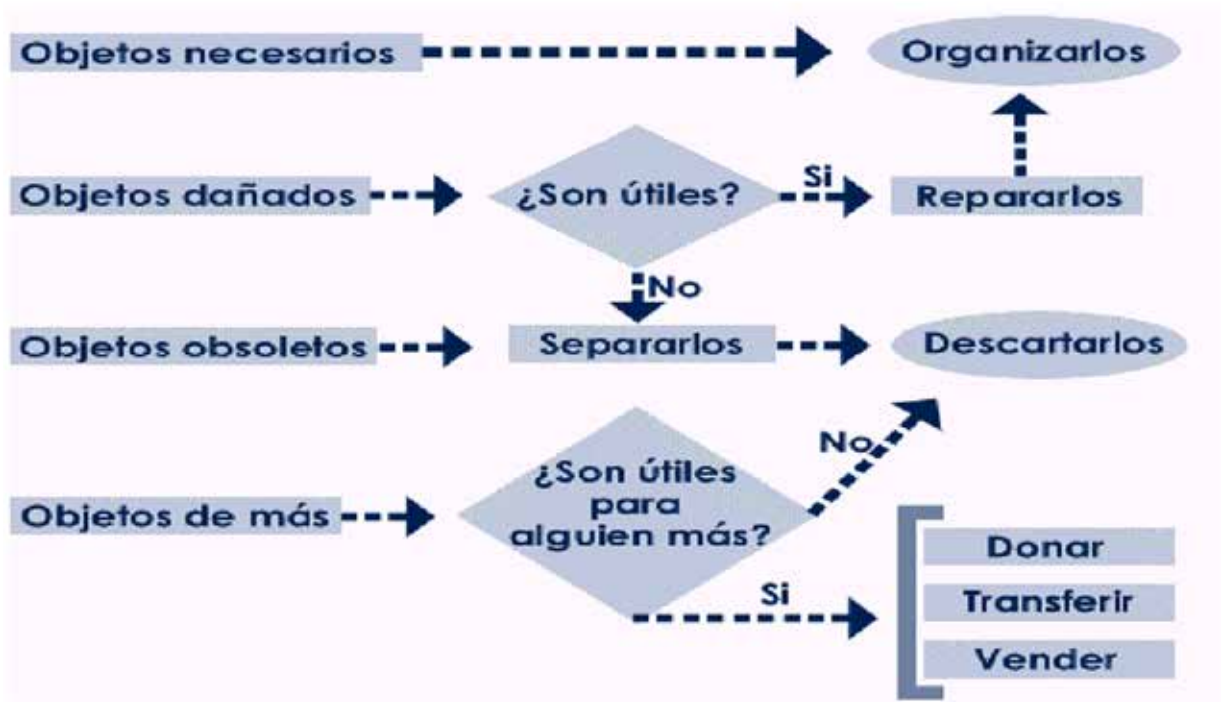 Objetos necesarios
Organizarlos
Objetos dañados
¿Son útiles?
Si
Repararlos
No
Objetos obsoletos
Separarlos
Descartarlos
Objetos de más
¿Son útiles
para
alguien más?
No
Si
Donar
Transferir
Vender